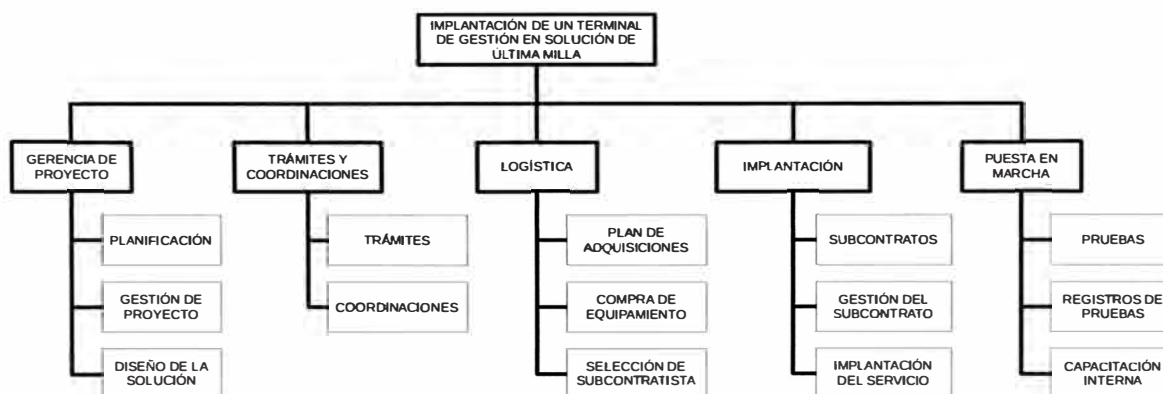 IMPLANTACIÓN DE UN TERMINAL
DE GESTIÓN EN SOLUCIÓN DE
ÚLTIMA MILLA
GERENCIA DE
PROYECTO
TRÁMITES Y
COORDINACIONES
LOGÍSTICA
IMPLANTACIÓN
PUESTA EN
MARCHA
PLANIFICACIÓN
TRÁMITES
PLAN DE
ADQUISICIONES
SUBCONTRATOS
PRUEBAS
GESTIÓN DE
PROYECTO
COORDINACIONES
COMPRA DE
EQUIPAMIENTO
GESTIÓN DEL
SUBCONTRATO
REGISTROS DE
PRUEBAS
DISEÑO DE LA
SOLUCIÓN
SELECCIÓN DE
SUBCONTRATISTA
IMPLANTACIÓN
DEL SERVICIO
CAPACITACIÓN
INTERNA